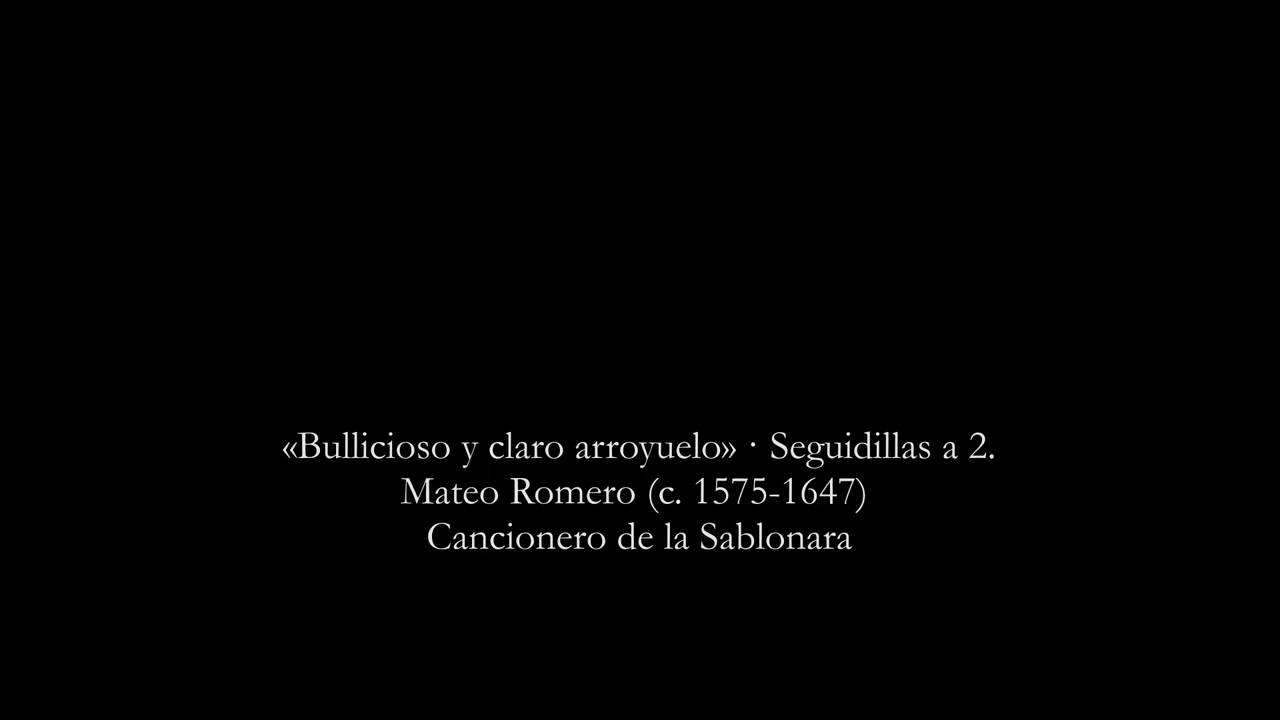 «Bullicioso y claro arroyuelo» · Seguidillas a 2.
Mateo Romero (c. 1575-1647)
Cancionero de la Sablonara